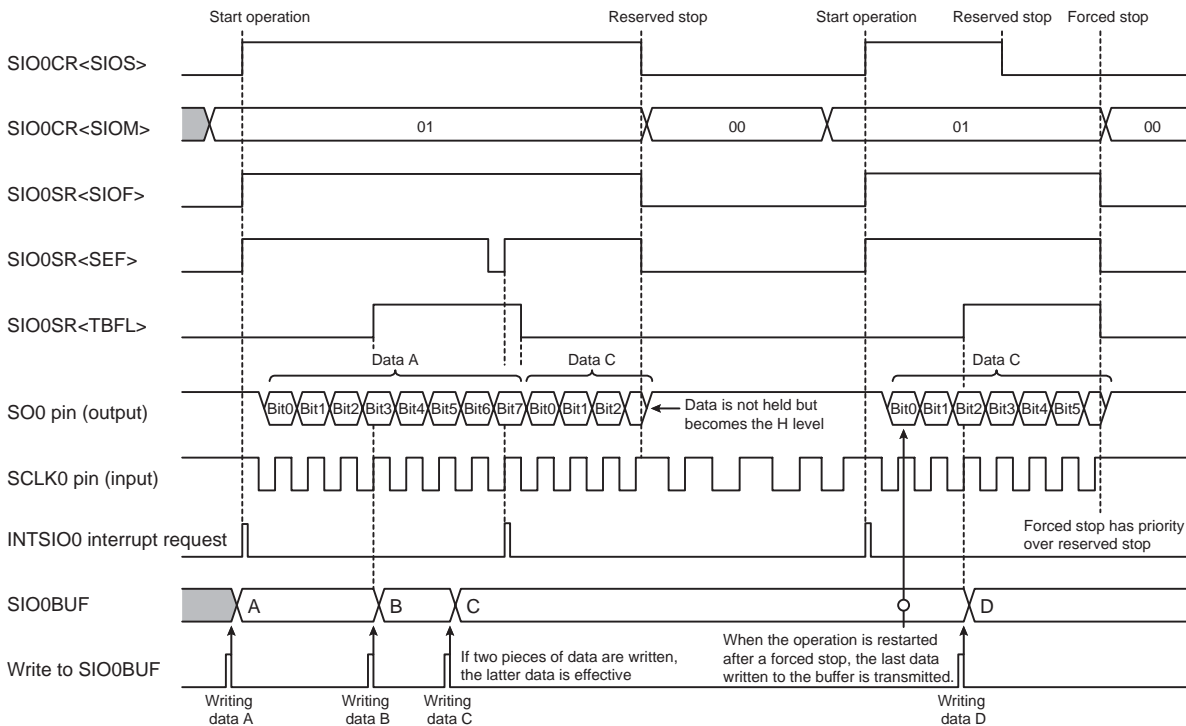 Start operation
Reserved stop
Start operation
Reserved stop
Forced stop
SIO0CR<SIOS>
SIO0CR<SIOM>
01
00
01
00
SIO0SR<SIOF>
SIO0SR<SEF>
SIO0SR<TBFL>
Data A
Data C
Data C
SO0 pin (output)
Bit0 Bit1 Bit2 Bit3 Bit4 Bit5 Bit6 Bit7 Bit0 Bit1 Bit2
Data is not held but
becomes the H level
Bit0 Bit1 Bit2 Bit3 Bit4 Bit5
SCLK0 pin (input)
INTSIO0 interrupt request
Forced stop has priority
over reserved stop
SIO0BUF
A
B
C
D
Write to SIO0BUF
If two pieces of data are written,
the latter data is effective
When the operation is restarted
after a forced stop, the last data
written to the buffer is transmitted.
Writing
data A
Writing
data B
Writing
data C
Writing
data D